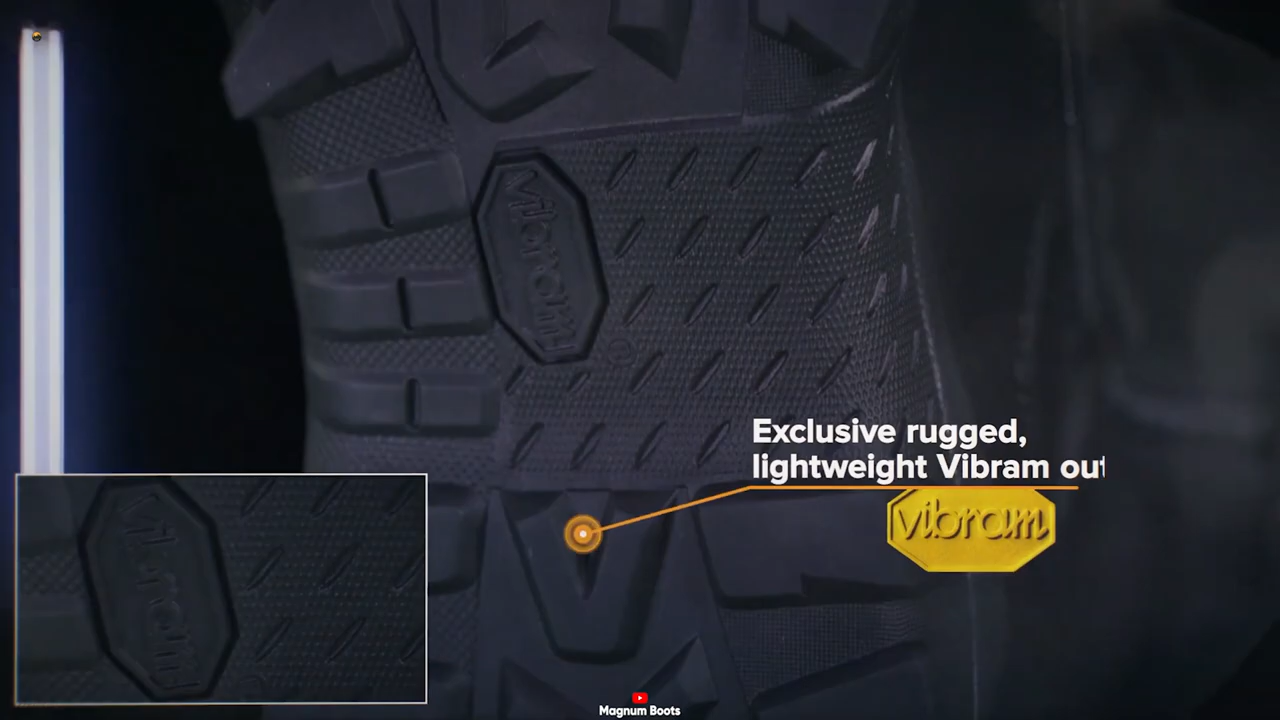 vibram
Exclusive rugged,
lightweight Vibram out
vibram
vibram
Magnum Boots